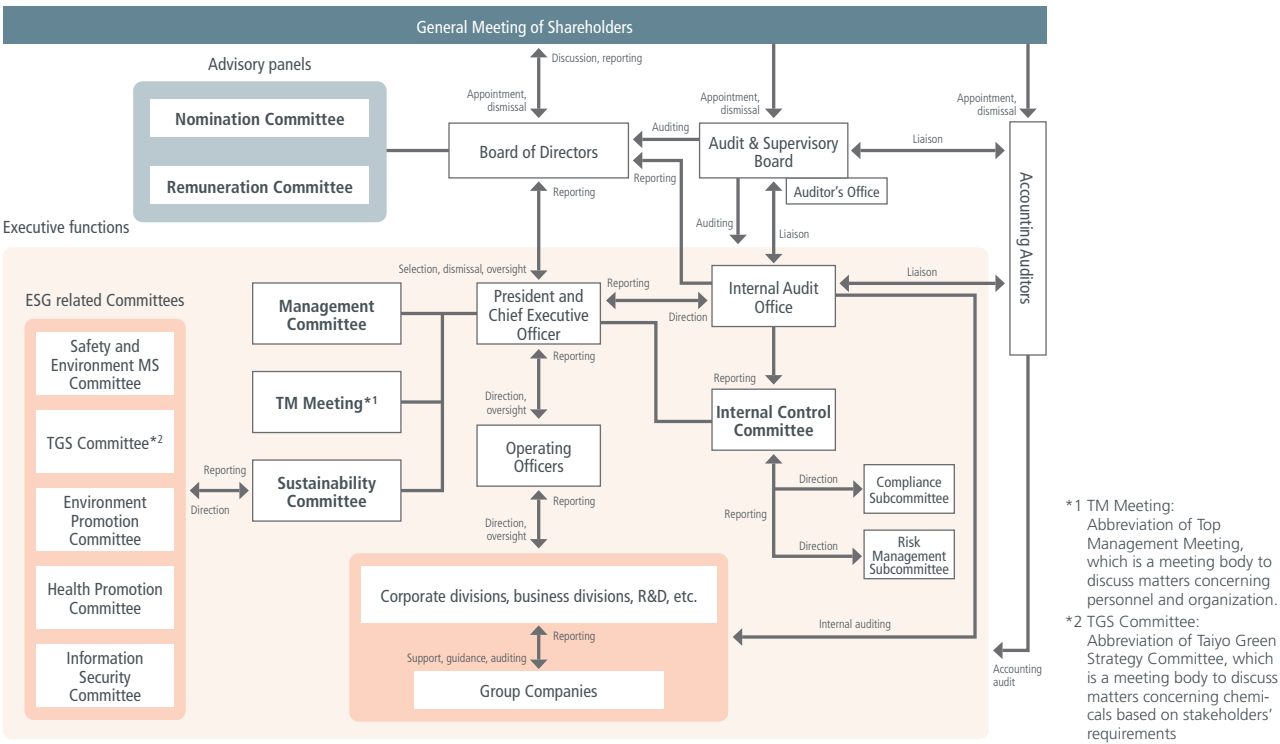 General Meeting of Shareholders
Advisory panels
Discussion, reporting
Appointment,
dismissal
Appointment,
dismissal
Appointment,
dismissal
Nomination Committee
Remuneration Committee
Board of Directors
Auditing
Reporting
Audit & Supervisory
Board
Auditor's Office
Liaison
Accounting Auditors
Reporting
Auditing
Liaison
Executive functions
Selection, dismissal, oversight
ESG related Committees
Safety and
Environment MS
Committee
TGS Committee*2
Environment
Promotion
Committee
Health Promotion
Committee
Information
Security
Committee
Reporting
Direction
Management
Committee
TM Meeting*1
Sustainability
Committee
President and
Chief Executive
Officer
Reporting
Direction
Internal Audit
Office
Liaison
Reporting
Direction,
oversight
Operating
Officers
Reporting
Direction,
oversight
Reporting
Internal Control
Committee
Reporting
Direction
Compliance
Subcommittee
Direction
Risk
Management
Subcommittee
Corporate divisions, business divisions, R&D, etc.
Reporting
Support, guidance, auditing
Group Companies
Internal auditing
Accounting
audit
*1 TM Meeting:
Abbreviation of Top
Management Meeting,
which is a meeting body to
discuss matters concerning
personnel and organization.
*2 TGS Committee:
Abbreviation of Taiyo Green
Strategy Committee, which
is a meeting body to discuss
matters concerning chemi-
cals based on stakeholders'
requirements